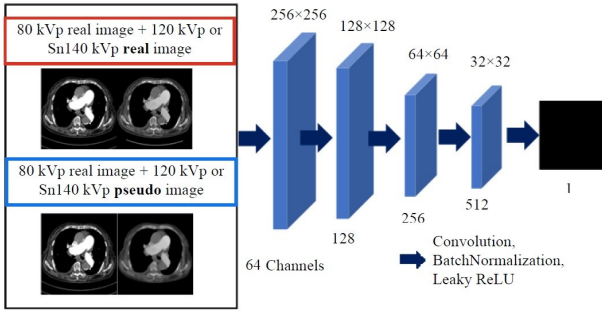 80 kVp real image + 120 kVp or
Sn140 kVp real image
80 kVp real image + 120 kVp or
Sn140 kVp pseudo image
256×256
128×128
64×64
32×32
64 Channels
128
256
512
1
Convolution,
BatchNormalization,
Leaky ReLU